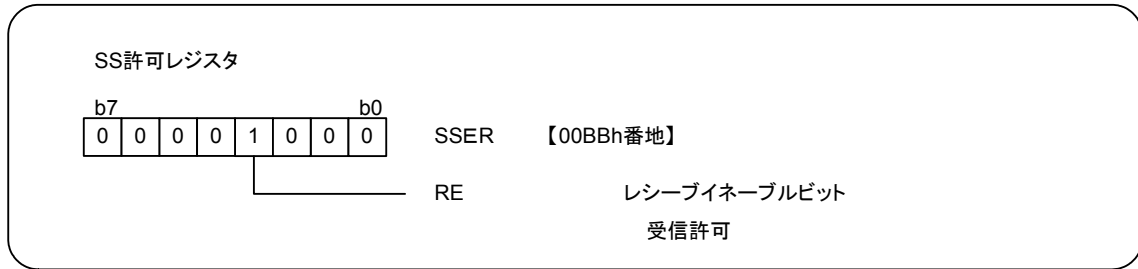 SS許可レジスタ
b7 b0
0 0 0 0 1 0 0 0 SSER 【00BBh番地】
RE レシーブイネーブルビット
受信許可